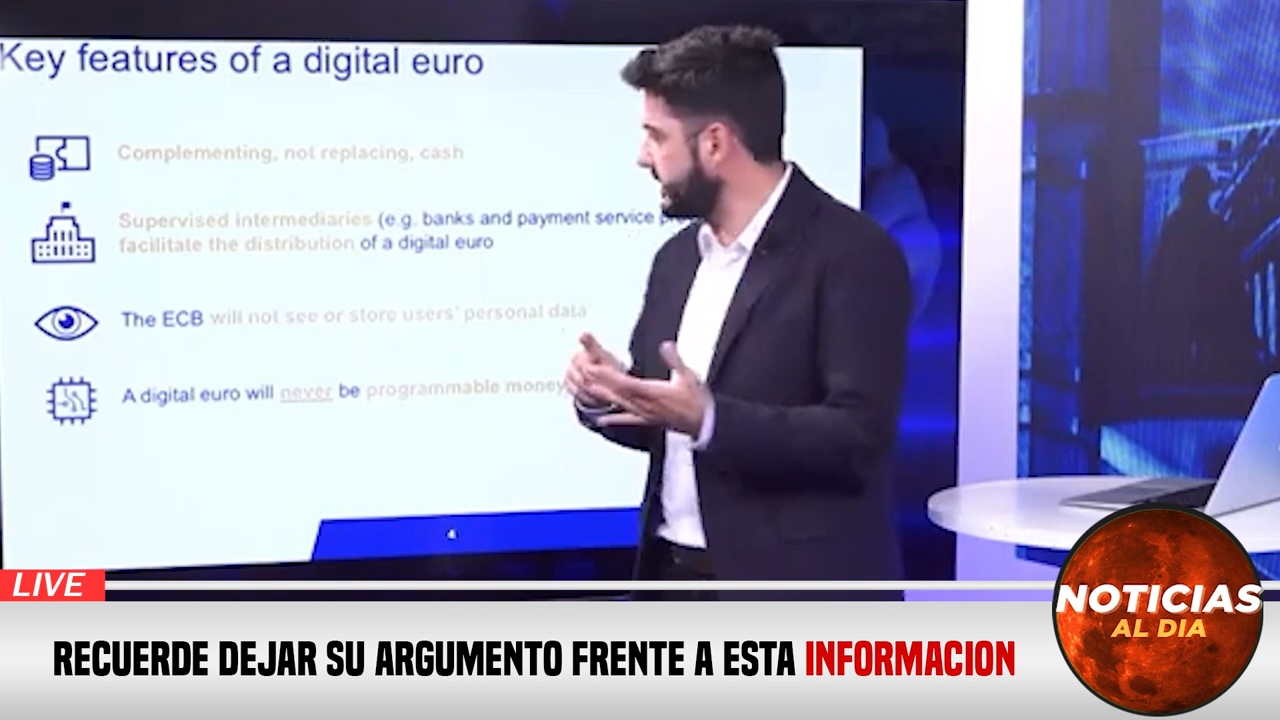 Key features of a digital euro
Complementing, not replacing, cash
Supervised intermediaries (e.g. banks and payment service
facilitate the distribution of a digital euro
The ECB will not see or store users' personal data
A digital euro will never be programmable money
4
LIVE
RECUERDE DEJAR SU ARGUMENTO FRENTE A ESTA INFORMACION
NOTICIAS
AL DIA